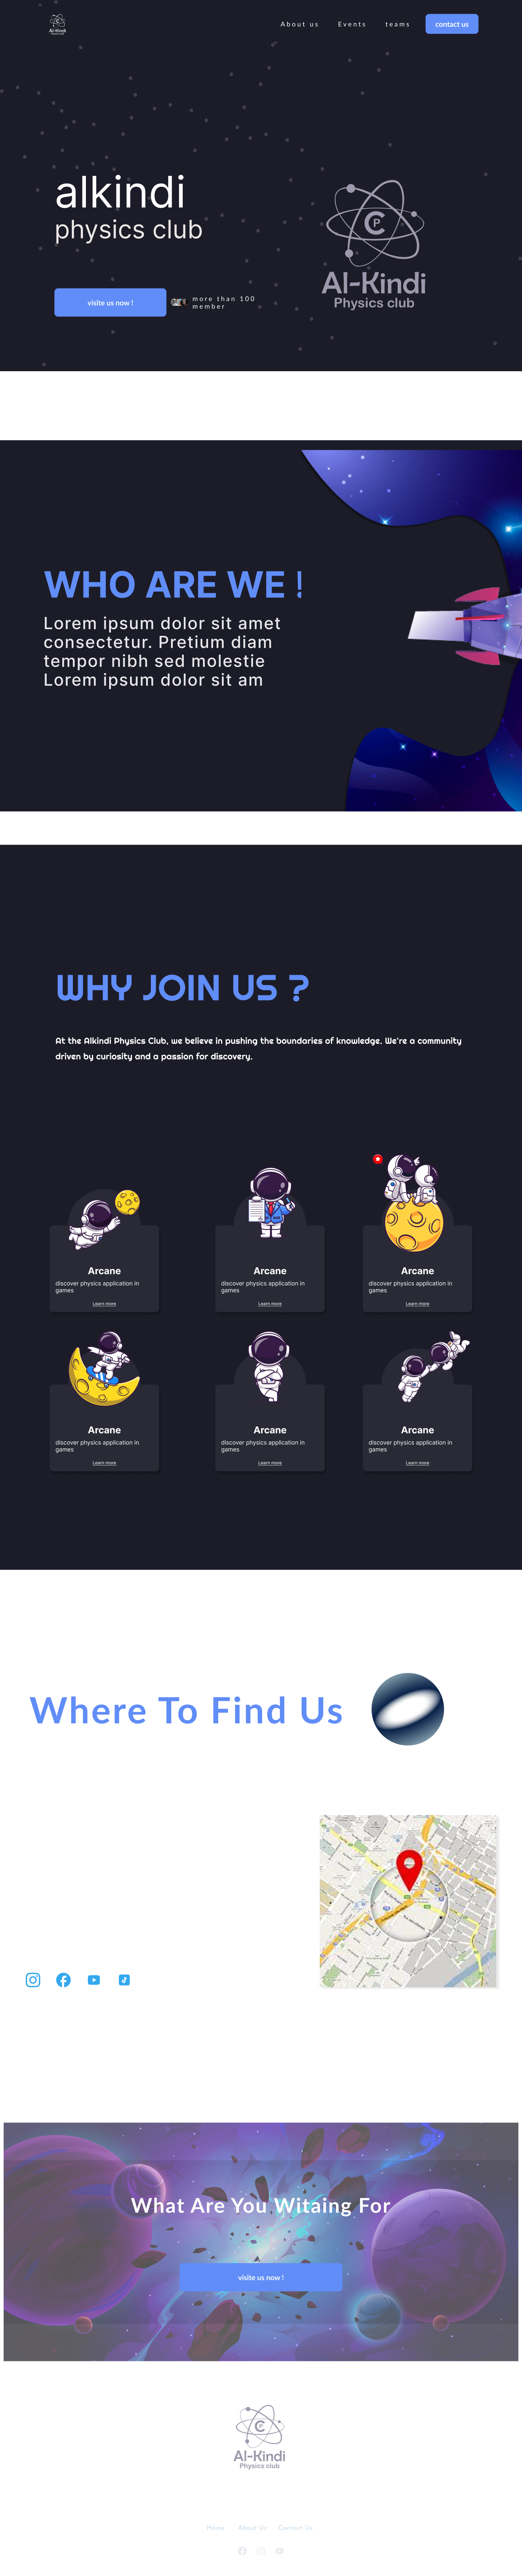 Al-Kindi
Physics club
About us
Events
teams
contact us
alkindi
physics club
CP
Al-Kindi
Physics club
visite us now !
more than 100
member
WHO ARE WE !
Lorem ipsum dolor sit amet
consectetur. Pretium diam
tempor nibh sed molestie
Lorem ipsum dolor sit am
WHY JOIN US ?
At the Alkindi Physics Club, we believe in pushing the boundaries of knowledge. We're a community
driven by curiosity and a passion for discovery.
Arcane
discover physics application in
games
Learn more
Arcane
discover physics application in
games
Learn more
Arcane
discover physics application in
games
Learn more
Arcane
discover physics application in
games
Learn more
Arcane
discover physics application in
games
Learn more
Arcane
discover physics application in
games
Learn more
Where To Find Us
What Are You Witaing For
visite us now !
Al-Kindi
Physics club
Home
About Us
Contact Us